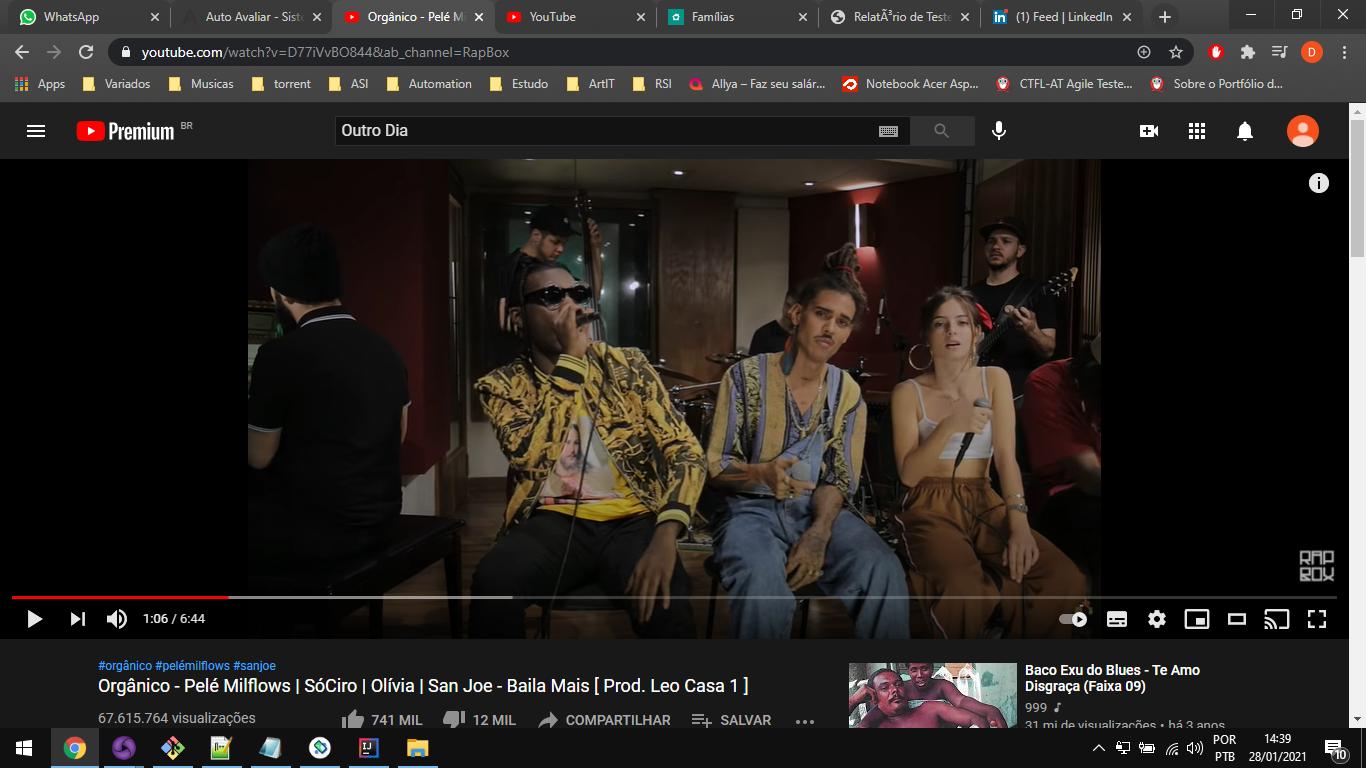 WhatsApp
Auto Avaliar - Sist
Orgânico - Pelé Mi
YouTube
Famílias
RelatÃ³rio de Teste
(1) Feed | LinkedIn
youtube.com/watch?v=D77iVvBO844&ab_channel=RapBox
D
Apps
Variados
Musicas
torrent
ASI
Automation
Estudo
ArtIT
RSI
Allya – Faz seu salár...
Notebook Acer Asp...
CTFL-AT Agile Teste...
Sobre o Portfólio d...
Premium BR
Outro Dia
RAP
BOX
1:06 / 6:44
#orgânico #pelémilflows #sanjoe
Orgânico - Pelé Milflows | SóCiro | Olívia | San Joe - Baila Mais [ Prod. Leo Casa 1 ]
67.615.764 visualizações
741 MIL
12 MIL
COMPARTILHAR
SALVAR
Baco Exu do Blues - Te Amo
Disgraça (Faixa 09)
999
31 mi de visualizações • há 3 anos
POR
PTB
14:39
28/01/2021
10